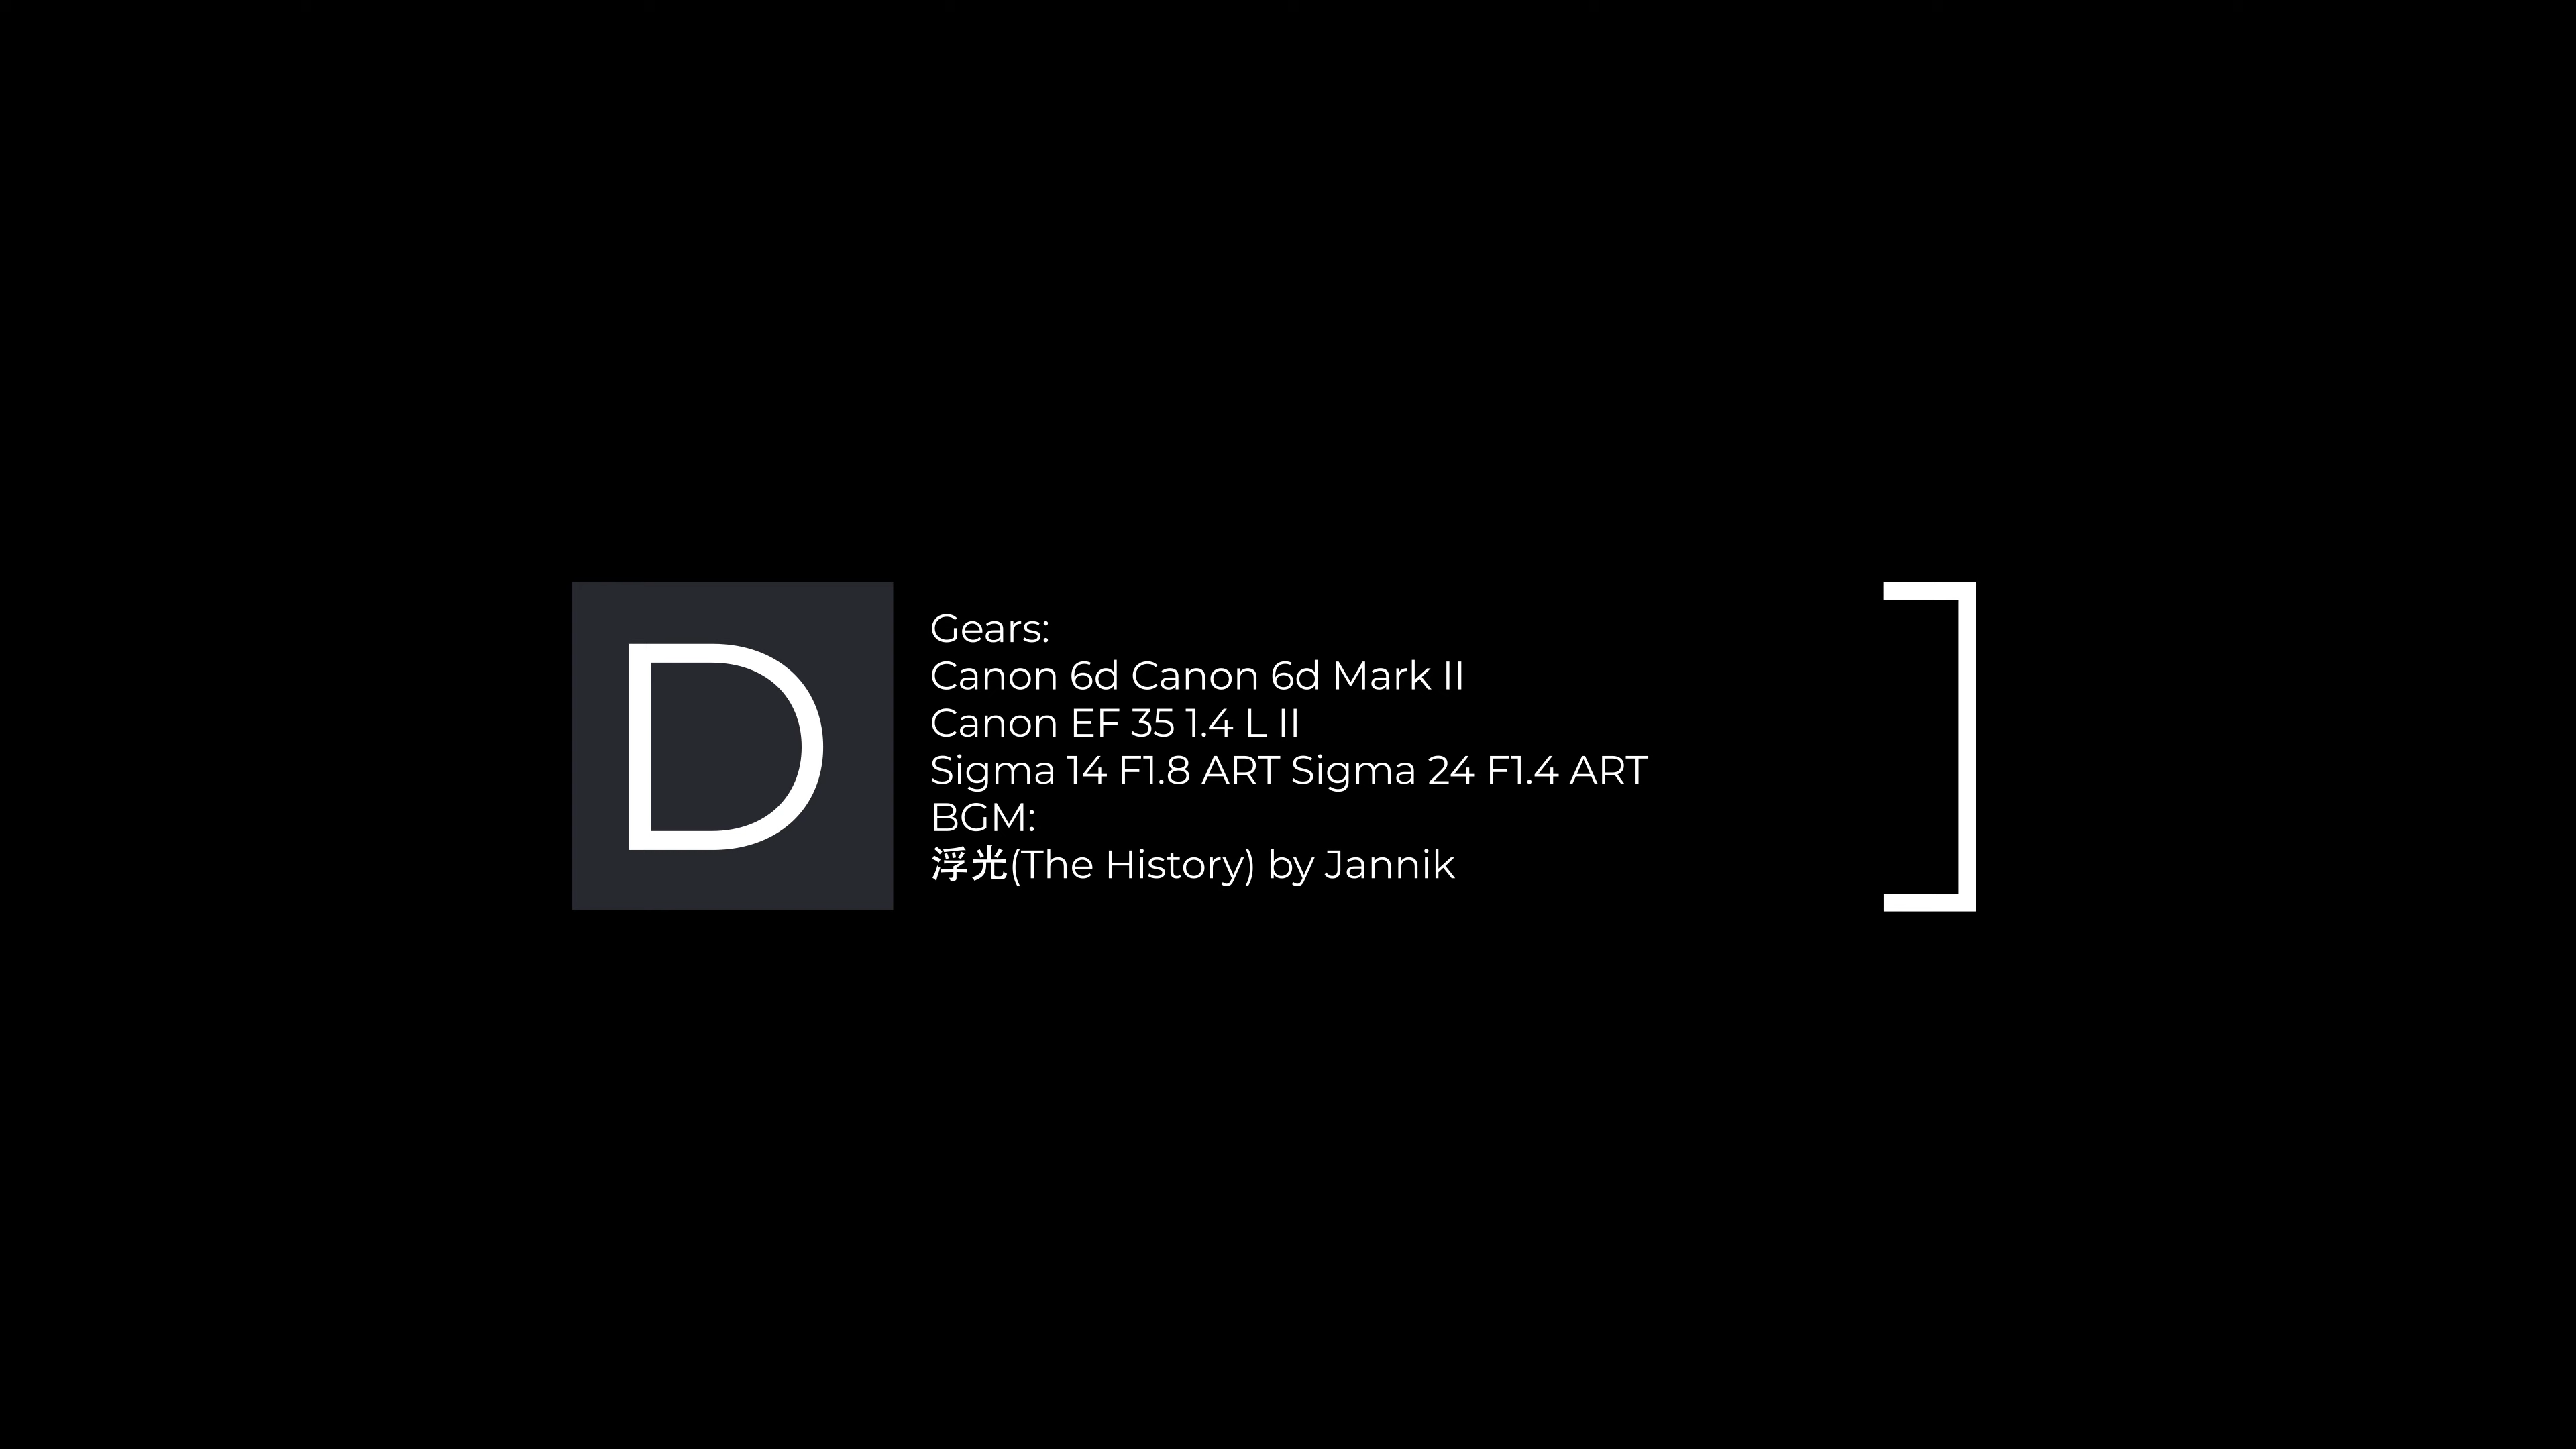 D
Gears:
Canon 6d Canon 6d Mark II
Canon EF 35 1.4 L II
Sigma 14 F1.8 ART Sigma 24 F1.4 ART
BGM:
浮光(The History) by Jannik